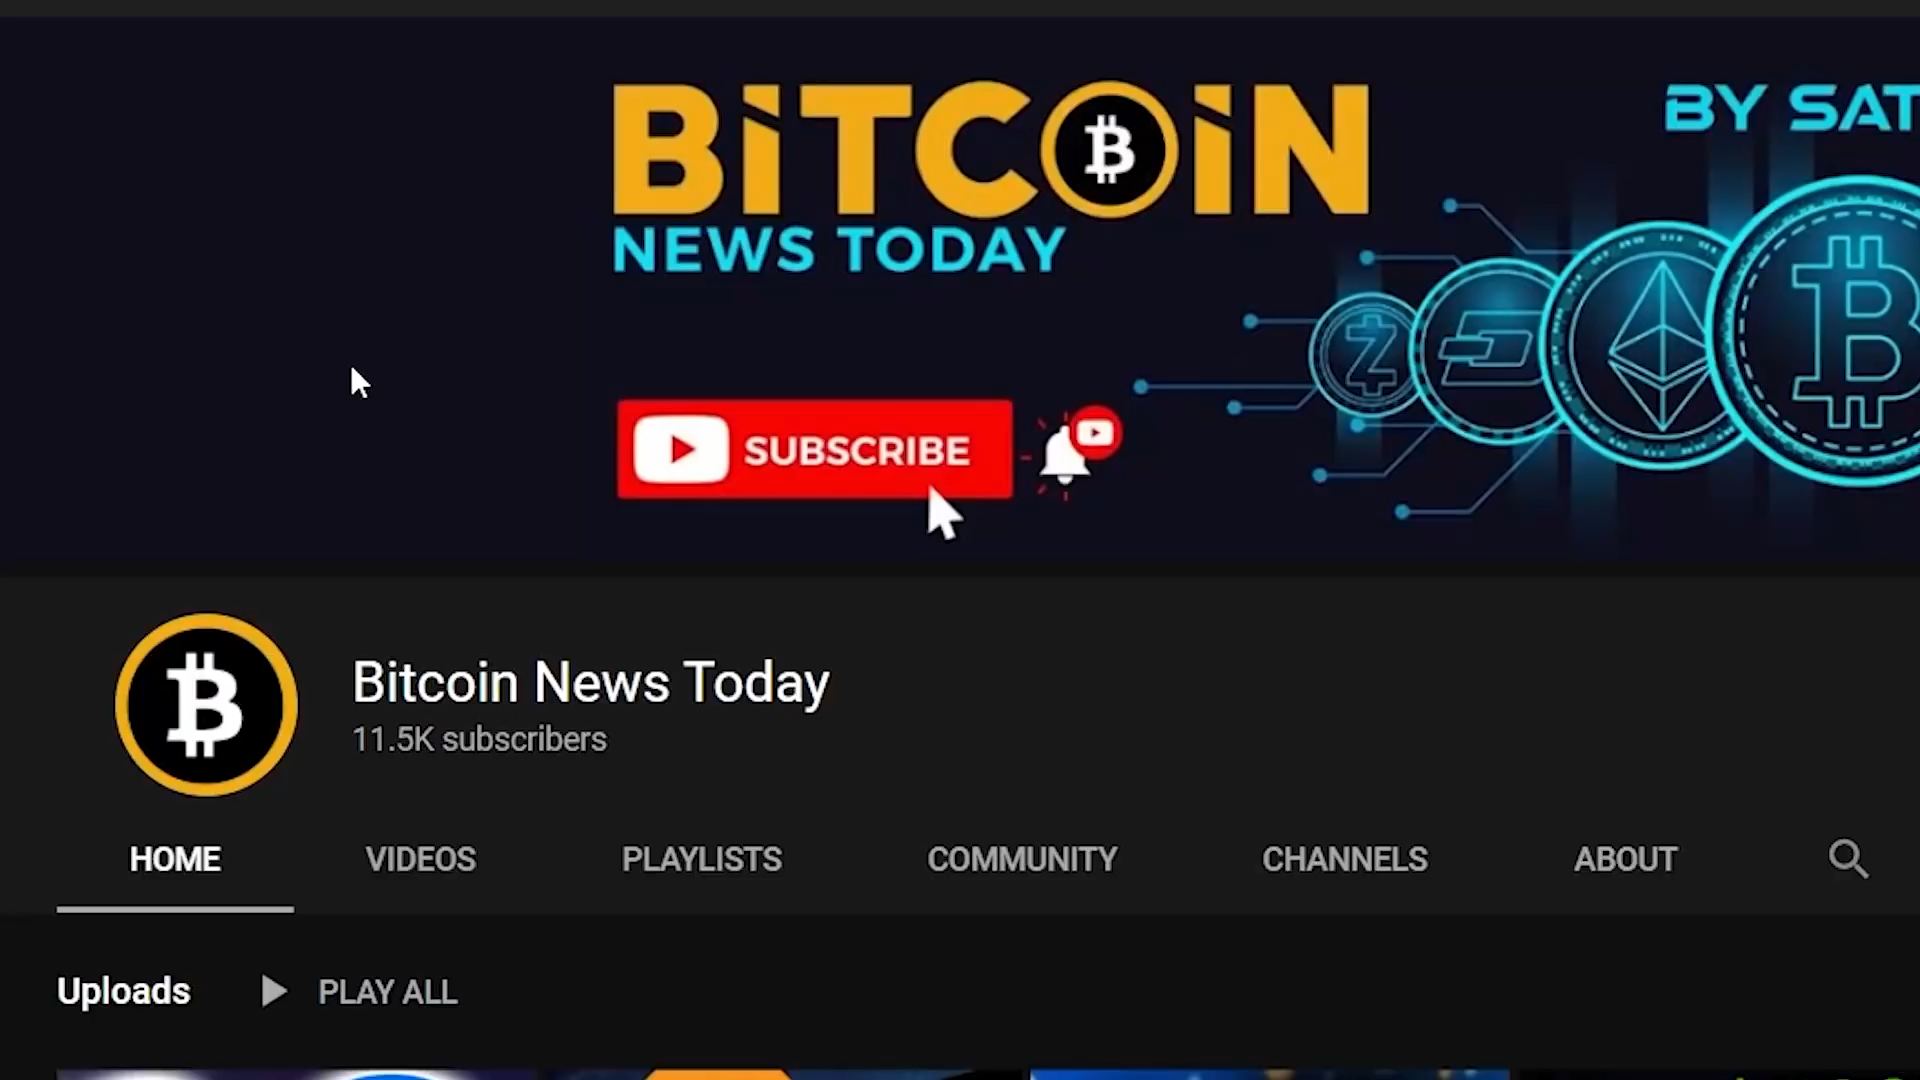 BiTCOiN
NEWS TODAY
BY SAT
SUBSCRIBE
Bitcoin News Today
11.5K subscribers
HOME VIDEOS PLAYLISTS COMMUNITY CHANNELS ABOUT
Uploads PLAY ALL